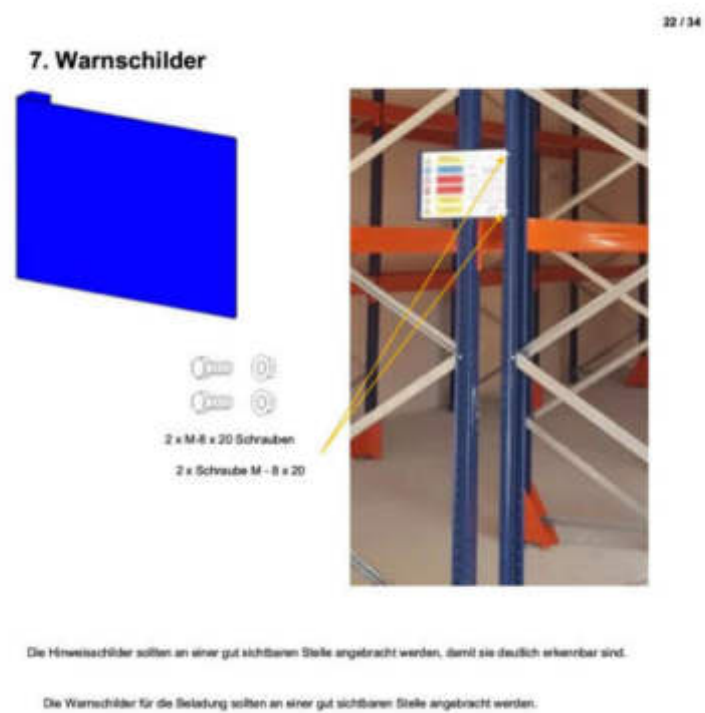 22 / 34
7. Warnschilder
2 x M-8 x 20 Schrauben
2 x Schraube M - 8 x 20
Die Hinweisschilder sollten an einer gut sichtbaren Stelle angebracht werden, damit sie deutlich erkennbar sind.
Die Warnschilder für die Beladung sollten an einer gut sichtbaren Stelle angebracht werden.